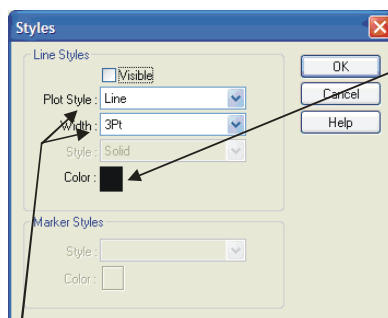 Styles
Line Styles
Visible
OK
Plot Style : Line
Cancel
Width : 3Pt
Help
Style : Solid
Color :
Marker Styles
Style :
Color :